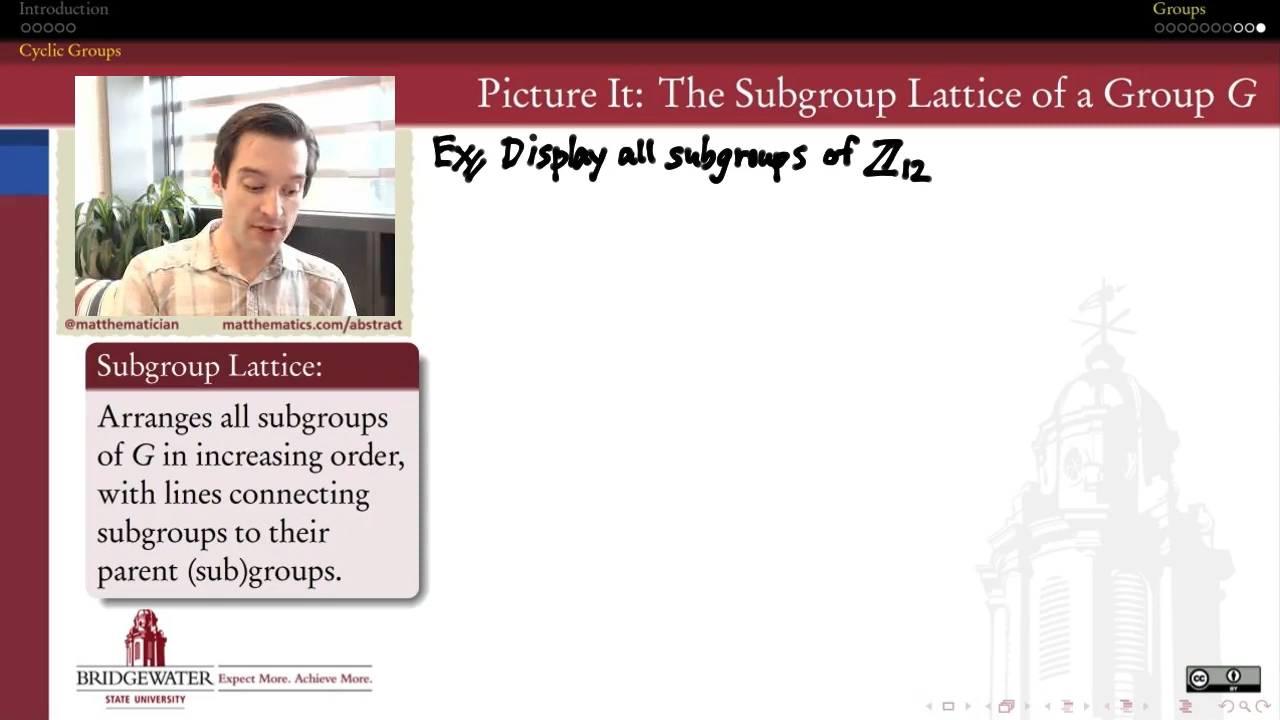 Introduction
Groups
Cyclic Groups
Picture It: The Subgroup Lattice of a Group G
Ex// Display all subgroups of ℤ₁₂
@matthematician matthematics.com/abstract
Subgroup Lattice:
Arranges all subgroups
of G in increasing order,
with lines connecting
subgroups to their
parent (sub)groups.
BRIDGEWATER Expect More. Achieve More.
STATE UNIVERSITY
CC BY